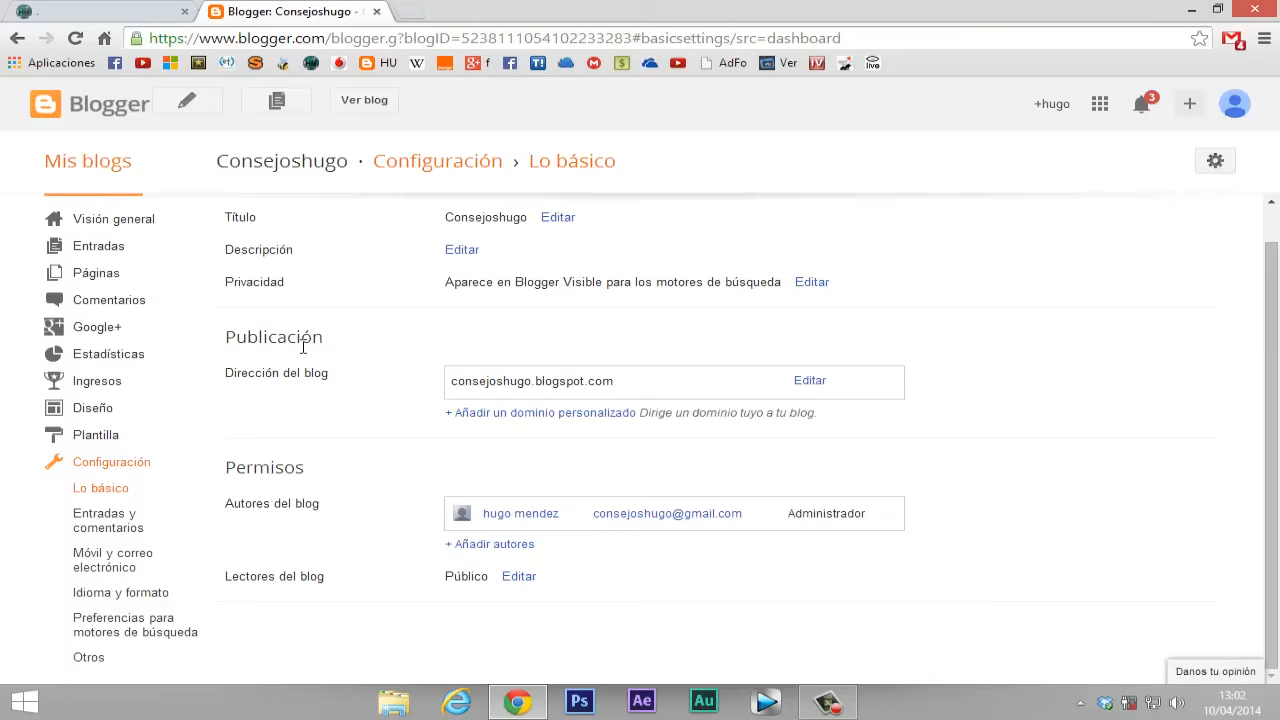 Blogger: Consejoshugo -
https://www.blogger.com/blogger.g?blogID=5238111054102233283#basicsettings/src=dashboard
Aplicaciones HU W f AdFo Ver
4
Blogger Ver blog +hugo 3
Mis blogs Consejoshugo · Configuración › Lo básico
Visión general
Entradas
Páginas
Comentarios
Google+
Estadísticas
Ingresos
Diseño
Plantilla
Configuración
Lo básico
Entradas y
comentarios
Móvil y correo
electrónico
Idioma y formato
Preferencias para
motores de búsqueda
Otros
Título Consejoshugo Editar
Descripción Editar
Privacidad Aparece en Blogger Visible para los motores de búsqueda Editar
Publicación
Dirección del blog consejoshugo.blogspot.com Editar
+ Añadir un dominio personalizado Dirige un dominio tuyo a tu blog.
Permisos
Autores del blog hugo mendez consejoshugo@gmail.com Administrador
+ Añadir autores
Lectores del blog Público Editar
Danos tu opinión
Ps Ae Au
13:02
10/04/2014